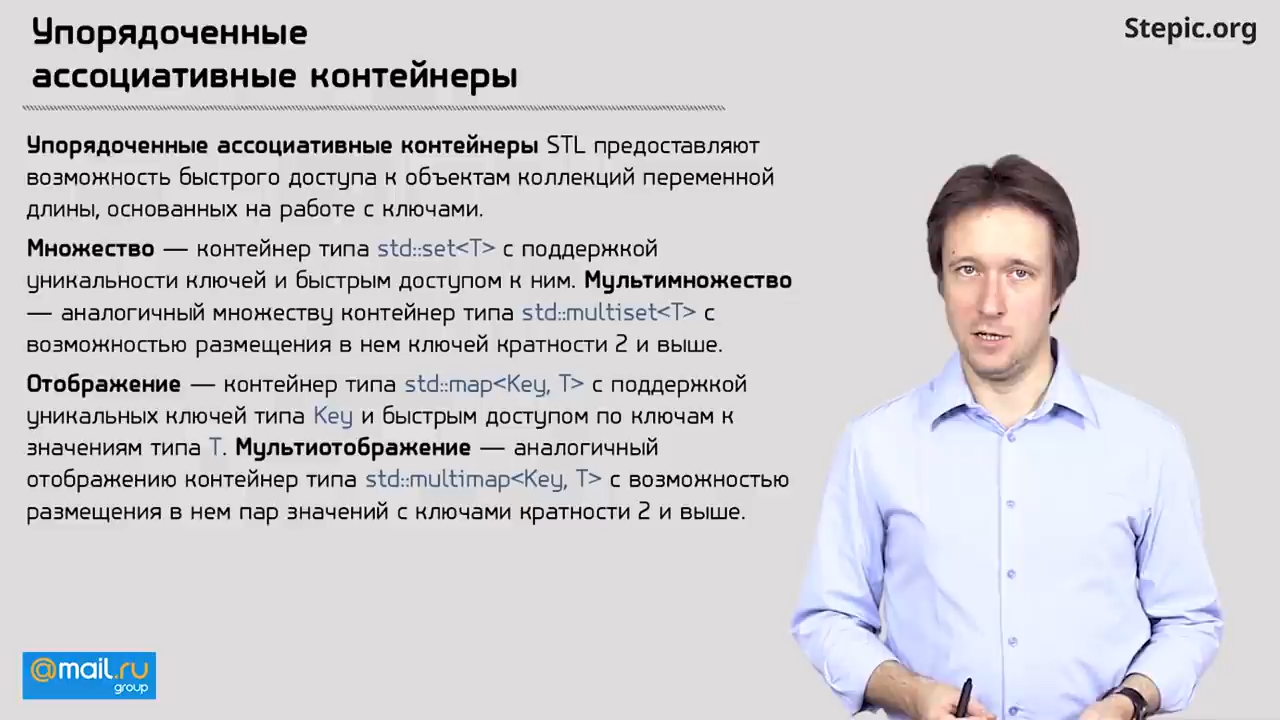 Упорядоченные
ассоциативные контейнеры
Stepic.org
Упорядоченные ассоциативные контейнеры STL предоставляют
возможность быстрого доступа к объектам коллекций переменной
длины, основанных на работе с ключами.
Множество — контейнер типа std::set<T> с поддержкой
уникальности ключей и быстрым доступом к ним. Мультимножество
— аналогичный множеству контейнер типа std::multiset<T> с
возможностью размещения в нем ключей кратности 2 и выше.
Отображение — контейнер типа std::map<Key, T> с поддержкой
уникальных ключей типа Key и быстрым доступом по ключам к
значениям типа T. Мультиотображение — аналогичный
отображению контейнер типа std::multimap<Key, T> с возможностью
размещения в нем пар значений с ключами кратности 2 и выше.
@mail.ru
group